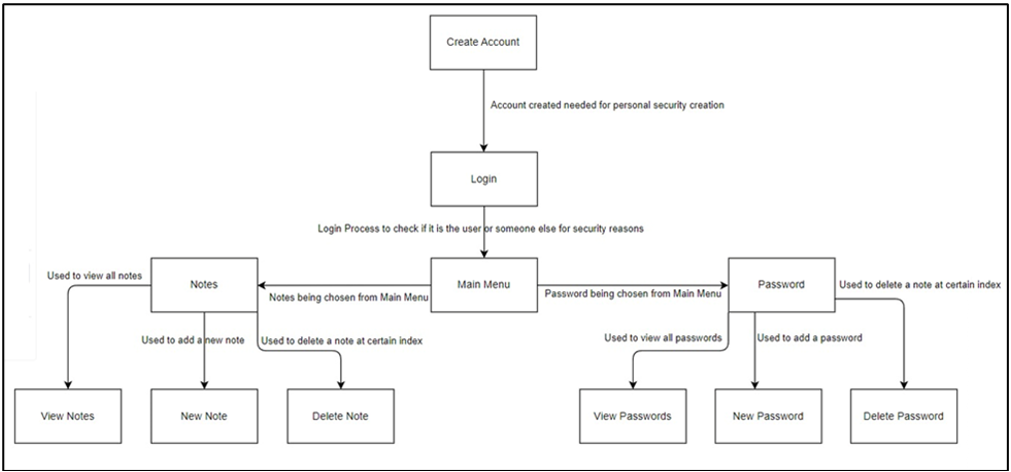 Create Account
Account created needed for personal security creation
Login
Login Process to check if it is the user or someone else for security reasons
Used to view all notes
Notes
Notes being chosen from Main Menu
Main Menu
Password being chosen from Main Menu
Password
Used to delete a note at certain index
Used to add a new note
Used to delete a note at certain index
Used to view all passwords
Used to add a password
View Notes
New Note
Delete Note
View Passwords
New Password
Delete Password